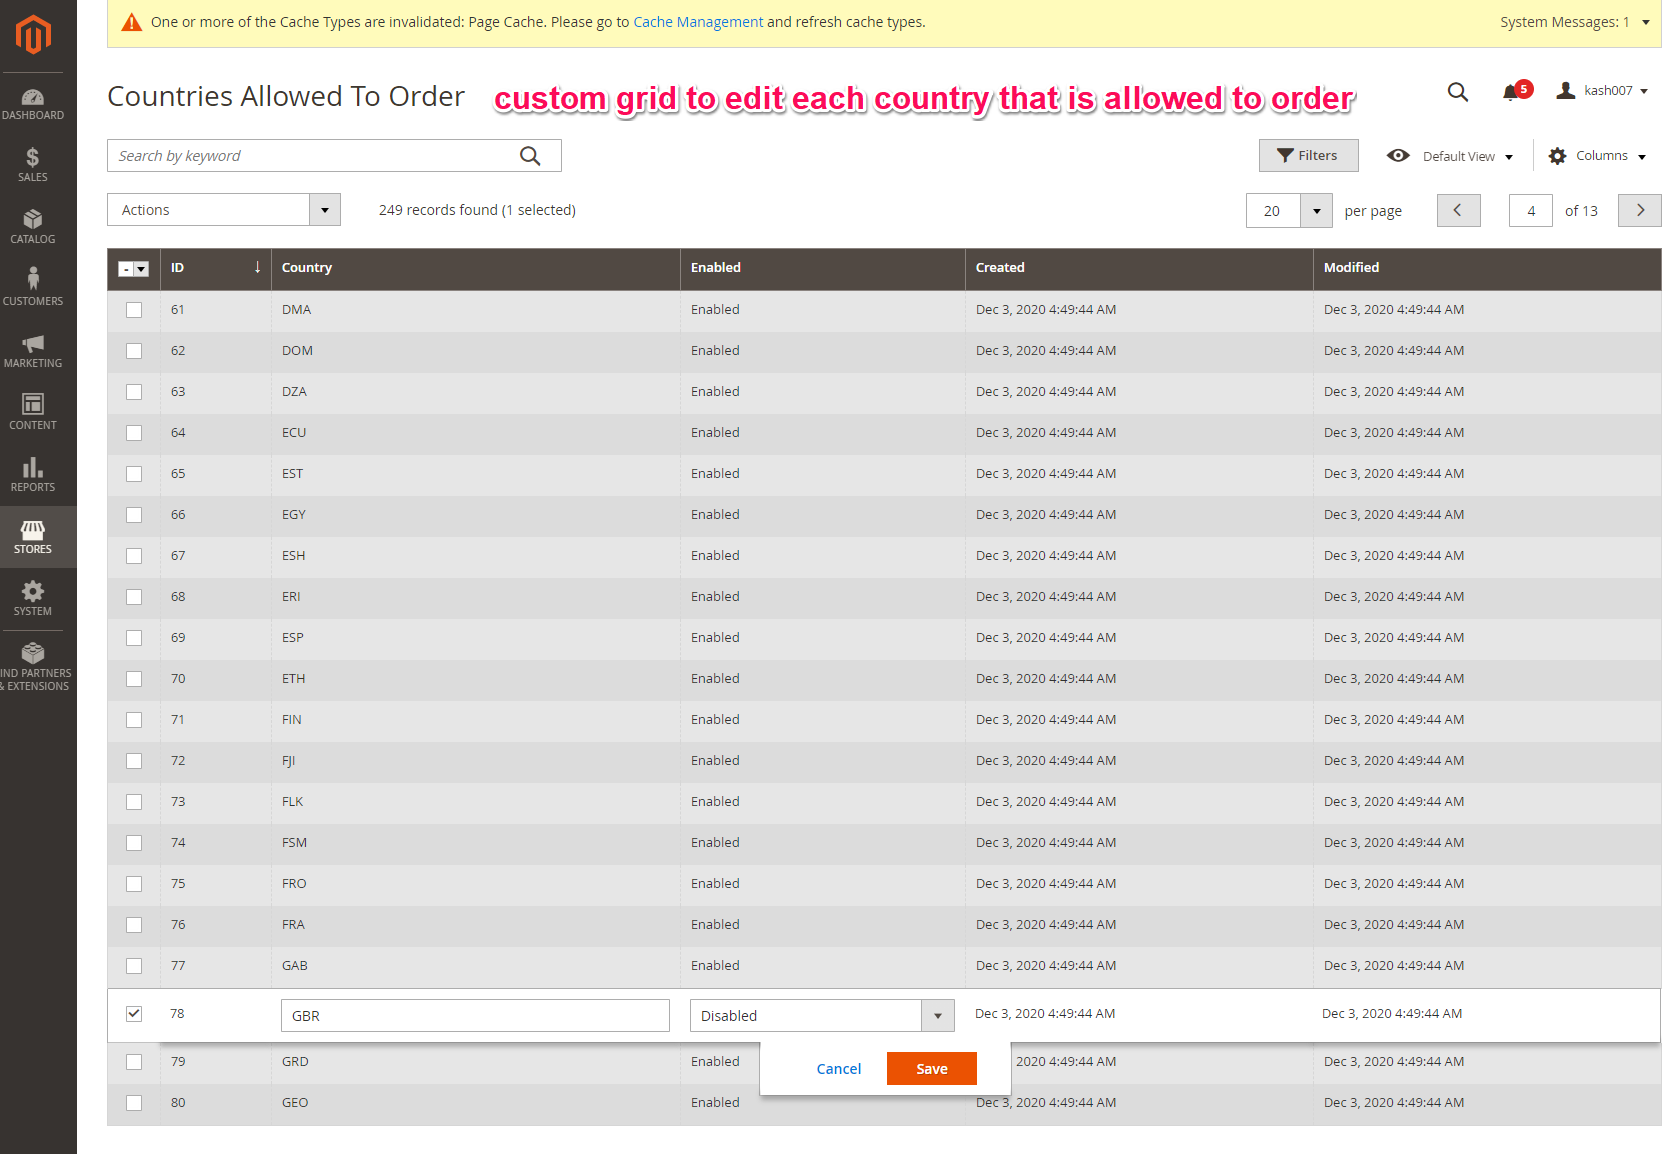 One or more of the Cache Types are invalidated: Page Cache. Please go to Cache Management and refresh cache types.
System Messages: 1
Countries Allowed To Order
custom grid to edit each country that is allowed to order
5
kash007
Search by keyword
Filters
Default View
Columns
Actions
249 records found (1 selected)
20
per page
4
of 13
DASHBOARD
SALES
CATALOG
CUSTOMERS
MARKETING
CONTENT
REPORTS
STORES
SYSTEM
IND PARTNERS
& EXTENSIONS
ID ↓ Country Enabled Created Modified
61 DMA Enabled Dec 3, 2020 4:49:44 AM Dec 3, 2020 4:49:44 AM
62 DOM Enabled Dec 3, 2020 4:49:44 AM Dec 3, 2020 4:49:44 AM
63 DZA Enabled Dec 3, 2020 4:49:44 AM Dec 3, 2020 4:49:44 AM
64 ECU Enabled Dec 3, 2020 4:49:44 AM Dec 3, 2020 4:49:44 AM
65 EST Enabled Dec 3, 2020 4:49:44 AM Dec 3, 2020 4:49:44 AM
66 EGY Enabled Dec 3, 2020 4:49:44 AM Dec 3, 2020 4:49:44 AM
67 ESH Enabled Dec 3, 2020 4:49:44 AM Dec 3, 2020 4:49:44 AM
68 ERI Enabled Dec 3, 2020 4:49:44 AM Dec 3, 2020 4:49:44 AM
69 ESP Enabled Dec 3, 2020 4:49:44 AM Dec 3, 2020 4:49:44 AM
70 ETH Enabled Dec 3, 2020 4:49:44 AM Dec 3, 2020 4:49:44 AM
71 FIN Enabled Dec 3, 2020 4:49:44 AM Dec 3, 2020 4:49:44 AM
72 FJI Enabled Dec 3, 2020 4:49:44 AM Dec 3, 2020 4:49:44 AM
73 FLK Enabled Dec 3, 2020 4:49:44 AM Dec 3, 2020 4:49:44 AM
74 FSM Enabled Dec 3, 2020 4:49:44 AM Dec 3, 2020 4:49:44 AM
75 FRO Enabled Dec 3, 2020 4:49:44 AM Dec 3, 2020 4:49:44 AM
76 FRA Enabled Dec 3, 2020 4:49:44 AM Dec 3, 2020 4:49:44 AM
77 GAB Enabled Dec 3, 2020 4:49:44 AM Dec 3, 2020 4:49:44 AM
78 GBR Disabled Dec 3, 2020 4:49:44 AM Dec 3, 2020 4:49:44 AM
79 GRD Enabled 2020 4:49:44 AM Dec 3, 2020 4:49:44 AM
Cancel Save
80 GEO Enabled Dec 3, 2020 4:49:44 AM Dec 3, 2020 4:49:44 AM